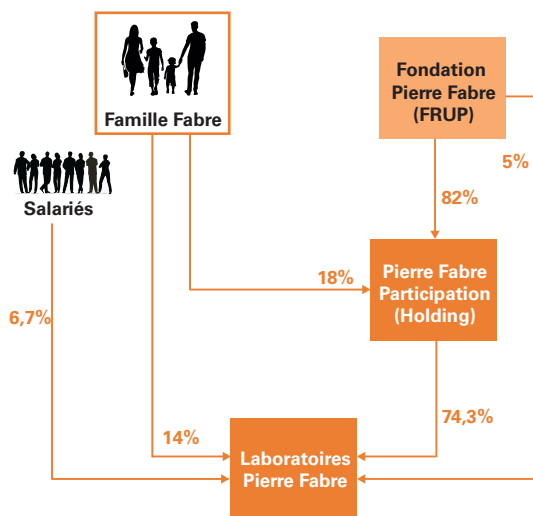 Famille Fabre
Fondation
Pierre Fabre
(FRUP)
5%
Salariés
82%
18%
Pierre Fabre
Participation
(Holding)
6,7%
74,3%
14%
Laboratoires
Pierre Fabre